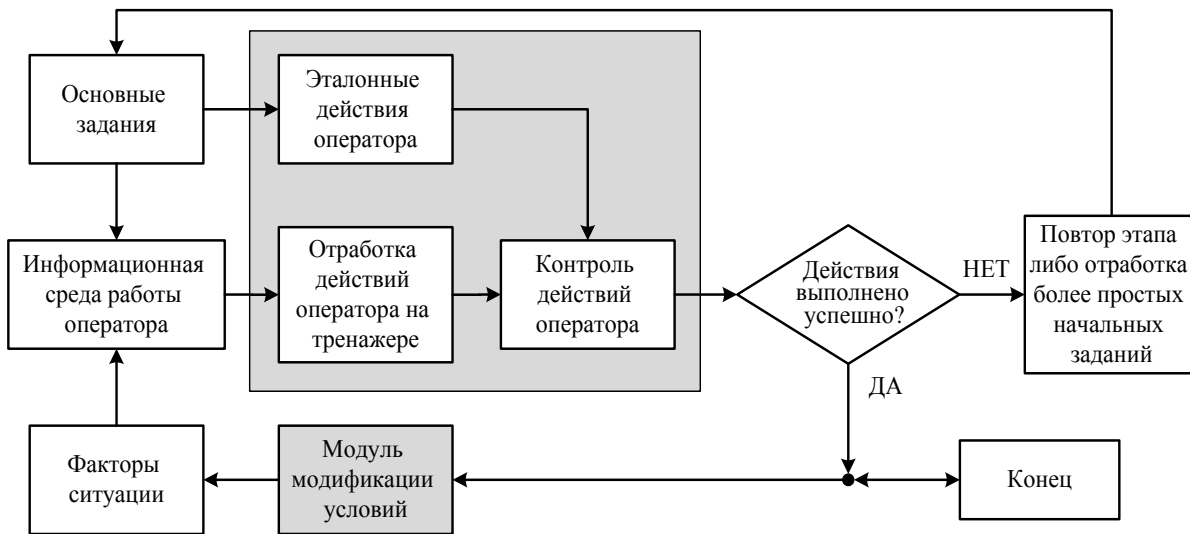 Основные
задания
Эталонные
действия
оператора
Информационная
среда работы
оператора
Отработка
действий
оператора на
тренажере
Контроль
действий
оператора
Действия
выполнено
успешно?
НЕТ
Повтор этапа
либо отработка
более простых
начальных
заданий
ДА
Факторы
ситуации
Модуль
модификации
условий
Конец